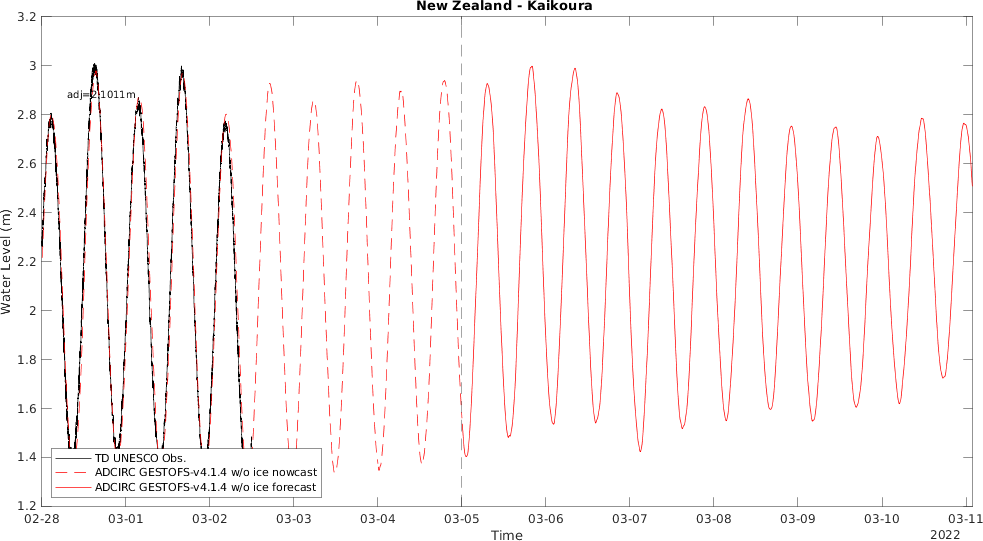 New Zealand - Kaikoura
3.2
3
2.8
2.6
2.4
2.2
2
1.8
1.6
1.4
1.2
Water Level (m)
adj=2.1011m
TD UNESCO Obs.
ADCIRC GESTOFS-v4.1.4 w/o ice nowcast
ADCIRC GESTOFS-v4.1.4 w/o ice forecast
02-28 03-01 03-02 03-03 03-04 03-05 03-06 03-07 03-08 03-09 03-10 03-11
Time
2022